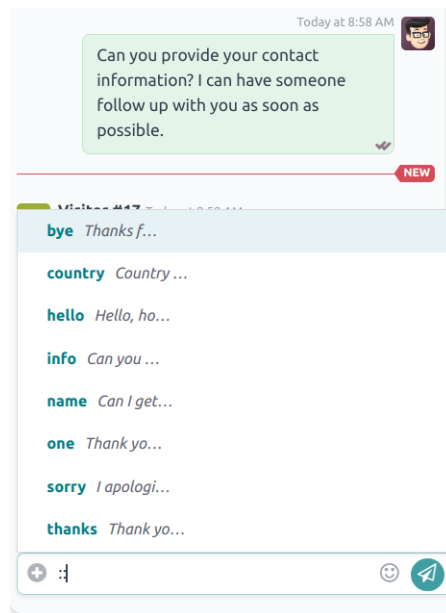 Today at 8:58 AM
Can you provide your contact
information? I can have someone
follow up with you as soon as
possible.
NEW
Visitor #17
bye Thanks f...
country Country ...
hello Hello, ho...
info Can you ...
name Can I get...
one Thank yo...
sorry I apologi...
thanks Thank yo...
::